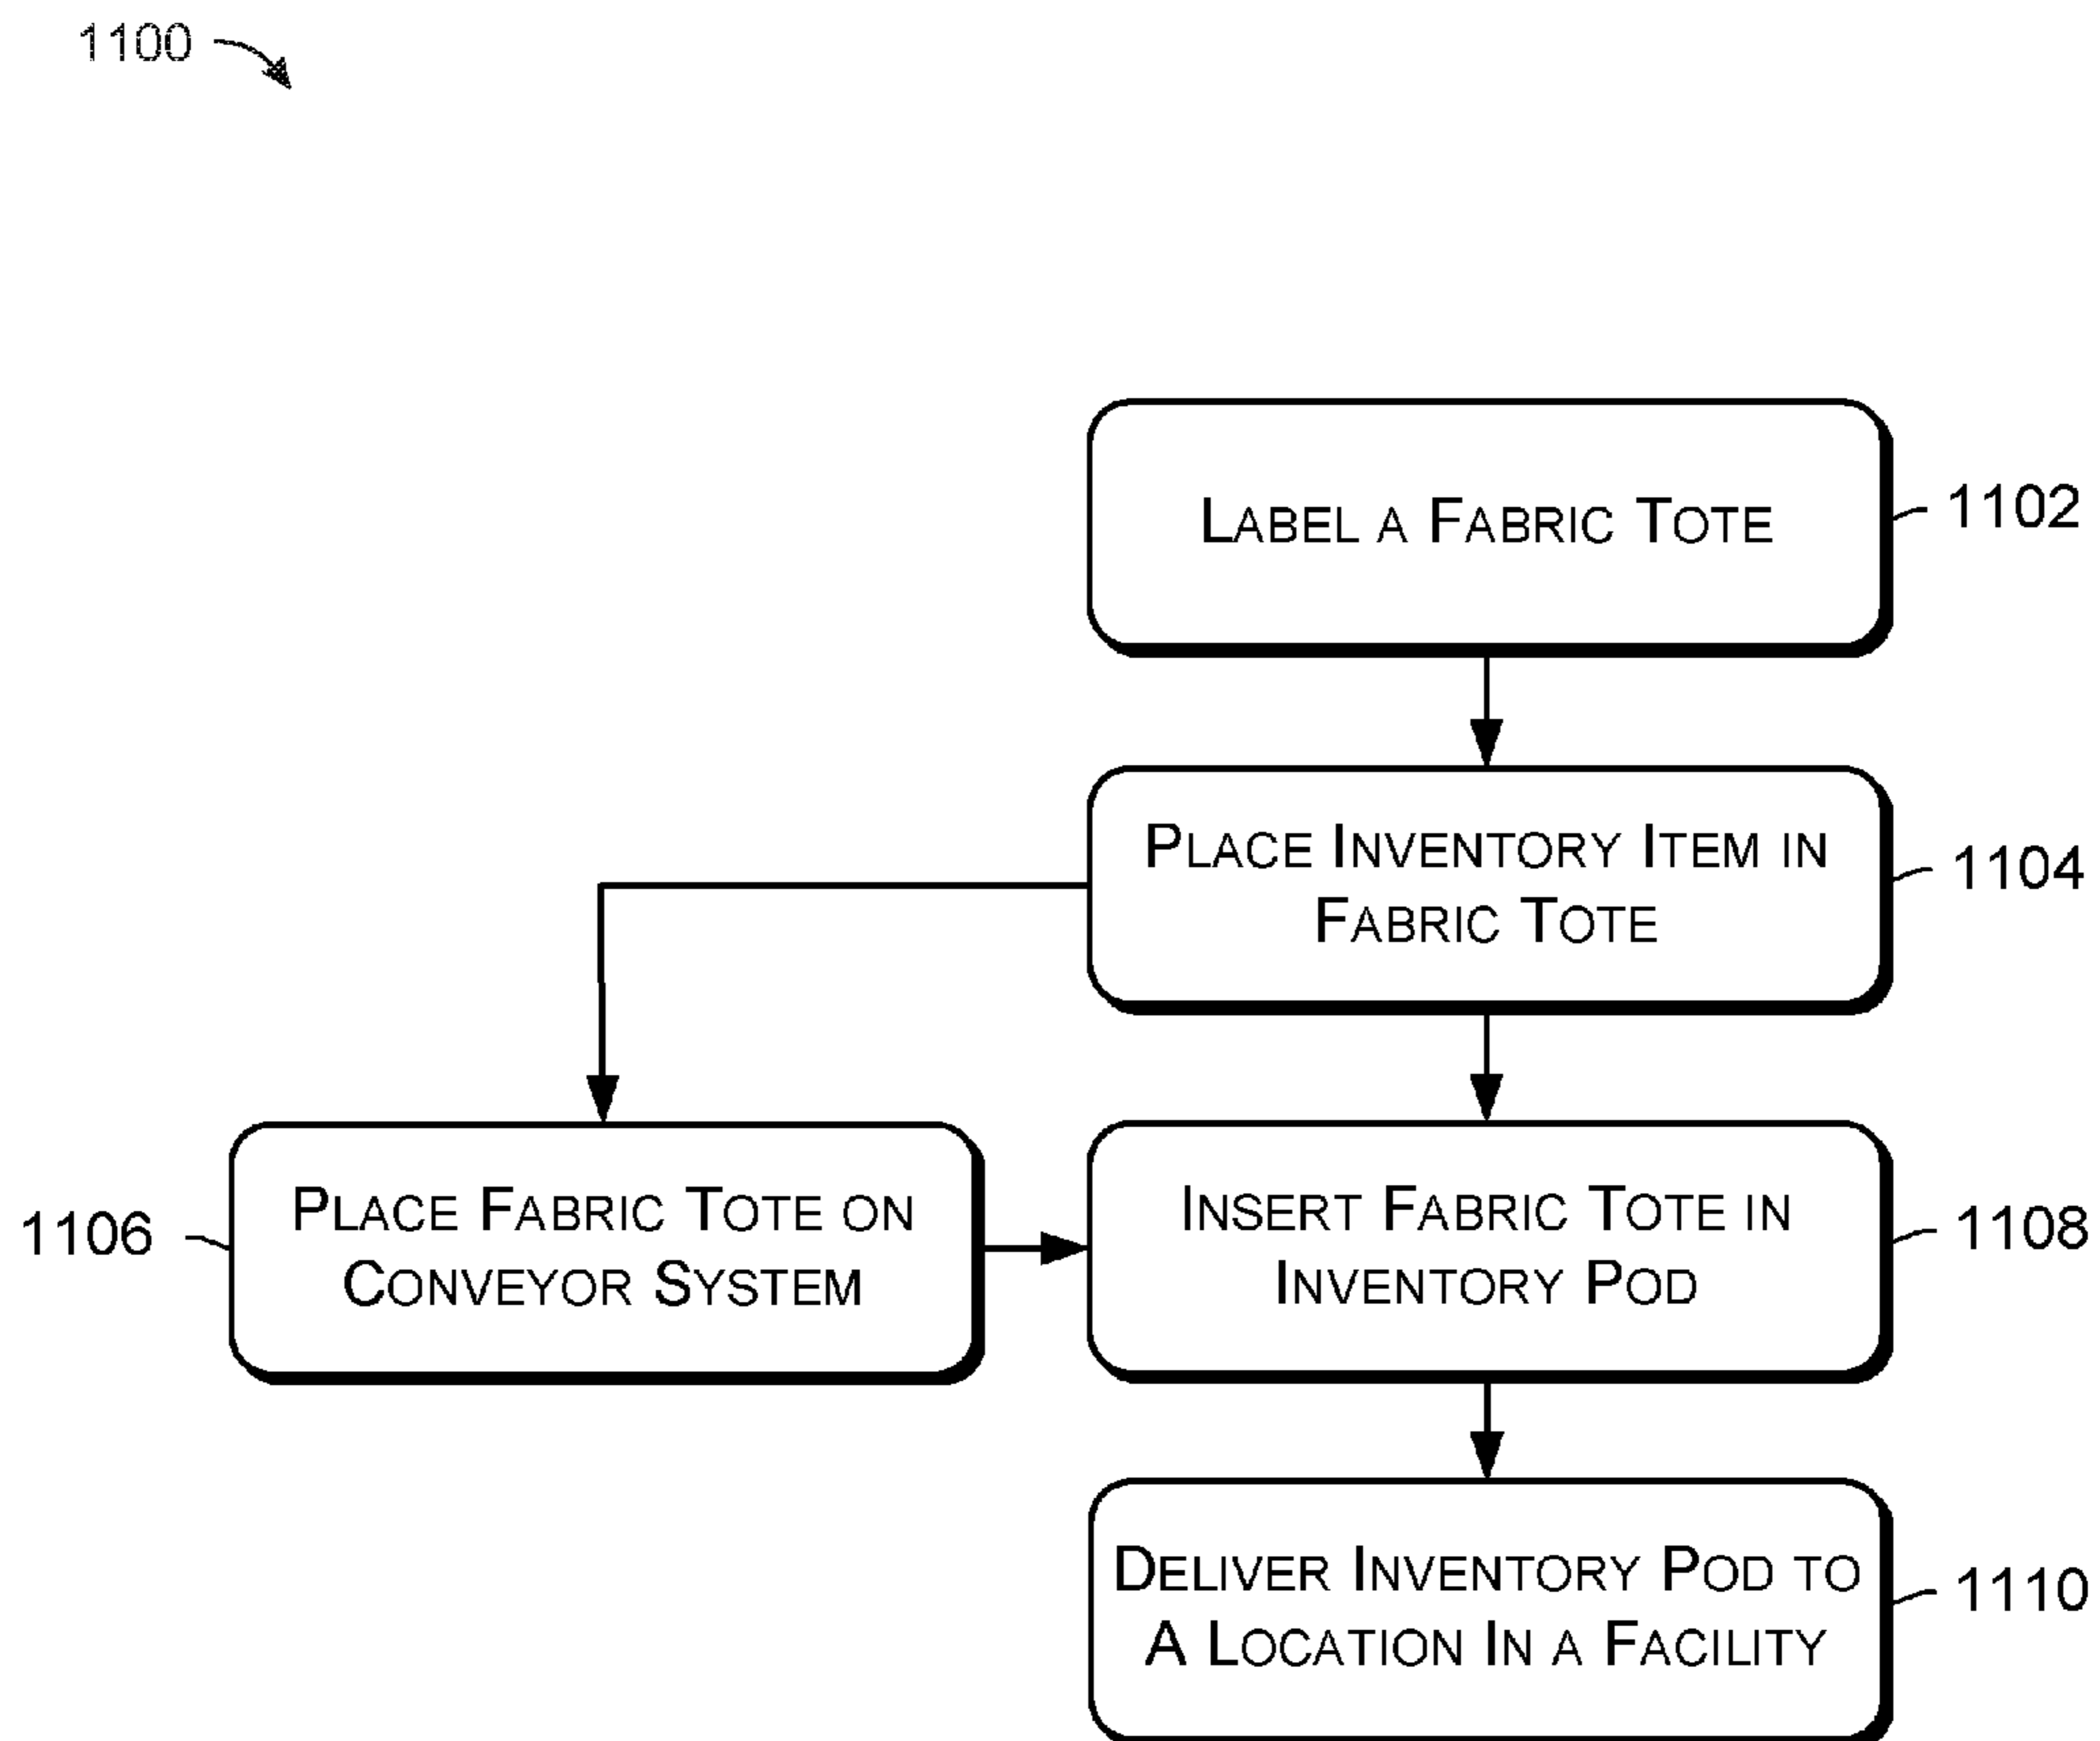 1100
LABEL A FABRIC TOTE
1102
PLACE INVENTORY ITEM IN
FABRIC TOTE
1104
PLACE FABRIC TOTE ON
CONVEYOR SYSTEM
1106
INSERT FABRIC TOTE IN
INVENTORY POD
1108
DELIVER INVENTORY POD TO
A LOCATION IN A FACILITY
1110